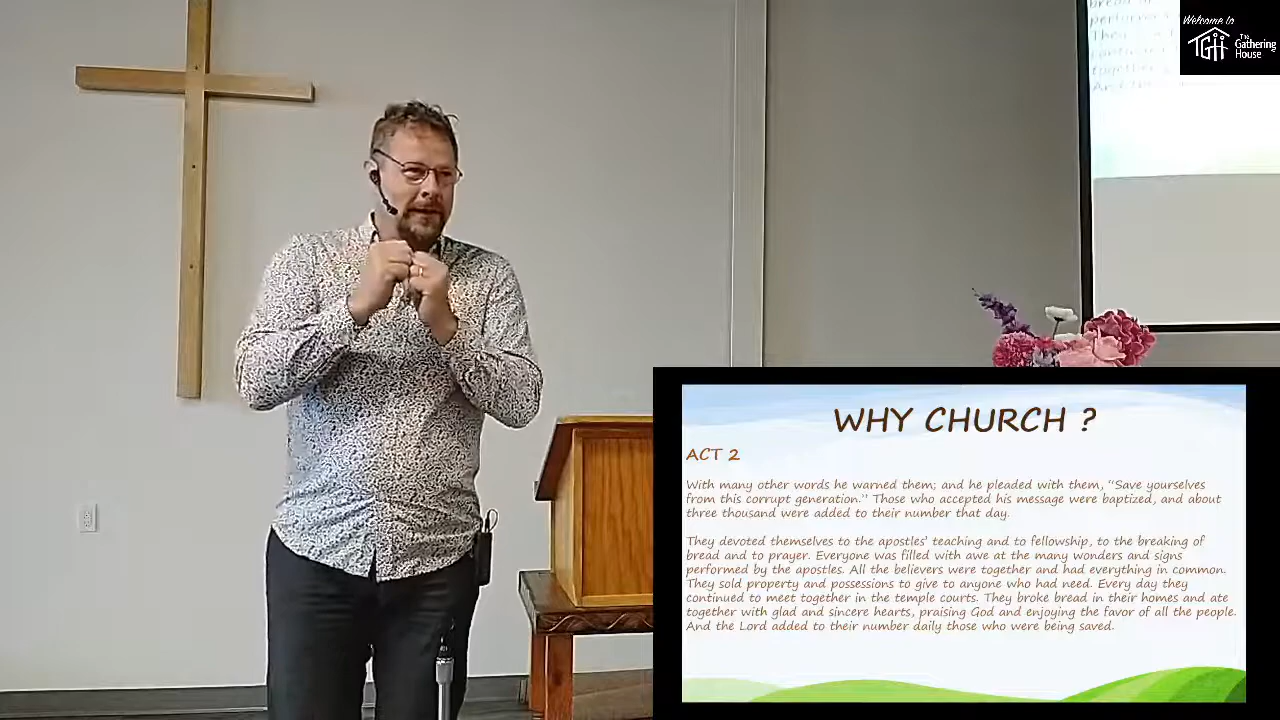 Welcome to
TGH
The
Gathering
House
WHY CHURCH ?
ACT 2
With many other words he warned them; and he pleaded with them, “Save yourselves
from this corrupt generation.” Those who accepted his message were baptized, and about
three thousand were added to their number that day.
They devoted themselves to the apostles’ teaching and to fellowship, to the breaking of
bread and to prayer. Everyone was filled with awe at the many wonders and signs
performed by the apostles. All the believers were together and had everything in common.
They sold property and possessions to give to anyone who had need. Every day they
continued to meet together in the temple courts. They broke bread in their homes and ate
together with glad and sincere hearts, praising God and enjoying the favor of all the people.
And the Lord added to their number daily those who were being saved.